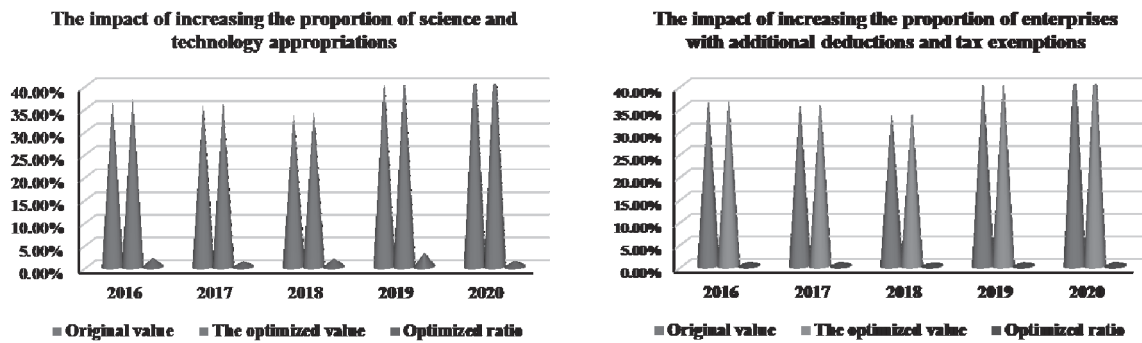 The impact of increasing the proportion of science and
technology appropriations
40.00%
35.00%
30.00%
25.00%
20.00%
15.00%
10.00%
5.00%
0.00%
2016 2017 2018 2019 2020
Original value The optimized value Optimized ratio
The impact of increasing the proportion of enterprises
with additional deductions and tax exemptions
40.00%
35.00%
30.00%
25.00%
20.00%
15.00%
10.00%
5.00%
0.00%
2016 2017 2018 2019 2020
Original value The optimized value Optimized ratio